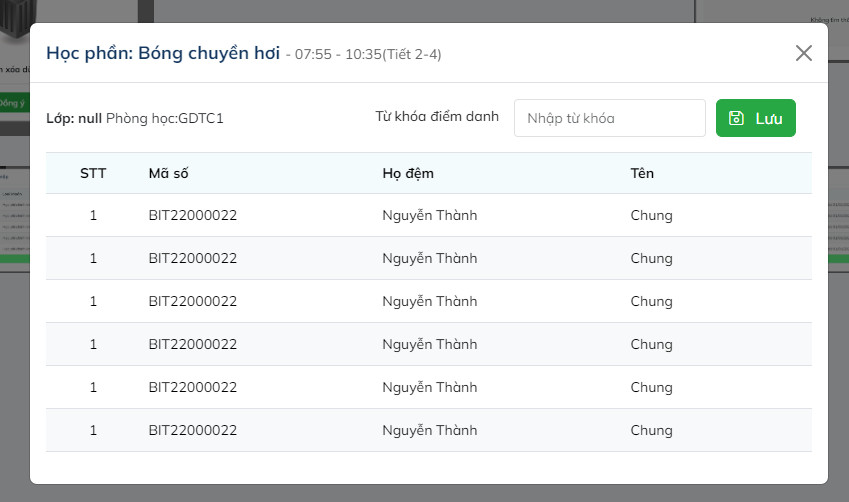 Không tìm
Học phần: Bóng chuyền hơi - 07:55 - 10:35(Tiết 2-4)
Đồng ý
Lớp: null Phòng học:GDTC1
Từ khóa điểm danh Nhập từ khóa Lưu
STT Mã số Họ đệm Tên
1 BIT22000022 Nguyễn Thành Chung
1 BIT22000022 Nguyễn Thành Chung
1 BIT22000022 Nguyễn Thành Chung
1 BIT22000022 Nguyễn Thành Chung
1 BIT22000022 Nguyễn Thành Chung
1 BIT22000022 Nguyễn Thành Chung